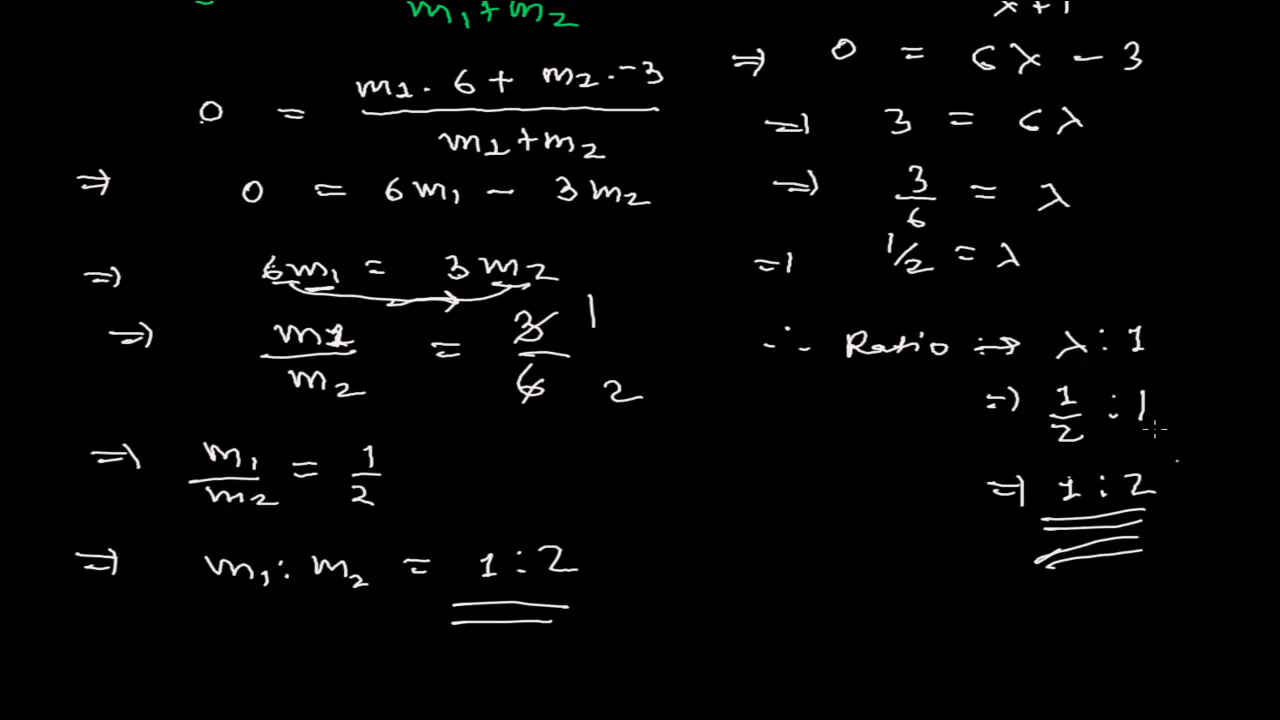 m₁+m₂
0 = (m₁·6 + m₂·-3)/(m₁+m₂)
⇒ 0 = 6m₁ - 3m₂
⇒ 6m₁ = 3m₂
⇒ m₁/m₂ = 3/6 1 2
⇒ m₁/m₂ = 1/2
⇒ m₁:m₂ = 1:2
⇒ 0 = 6λ - 3
⇒ 3 = 6λ
⇒ 3/6 = λ
⇒ 1/2 = λ
∴ Ratio → λ:1
⇒ 1/2 : 1
⇒ 1:2